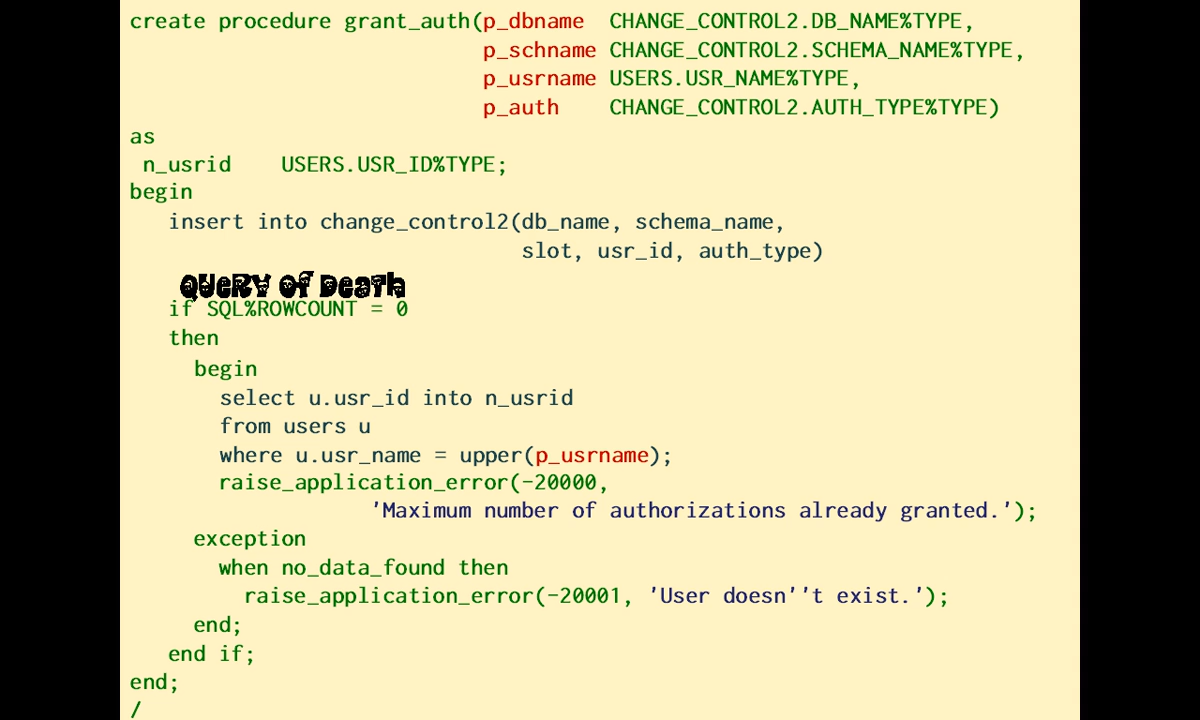 create procedure grant_auth(p_dbname CHANGE_CONTROL2.DB_NAME%TYPE,
p_schname CHANGE_CONTROL2.SCHEMA_NAME%TYPE,
p_usrname USERS.USR_NAME%TYPE,
p_auth CHANGE_CONTROL2.AUTH_TYPE%TYPE)
as
n_usrid USERS.USR_ID%TYPE;
begin
insert into change_control2(db_name, schema_name,
slot, usr_id, auth_type)
QUeRY Of Death
if SQL%ROWCOUNT = 0
then
begin
select u.usr_id into n_usrid
from users u
where u.usr_name = upper(p_usrname);
raise_application_error(-20000,
'Maximum number of authorizations already granted.');
exception
when no_data_found then
raise_application_error(-20001, 'User doesn''t exist.');
end;
end if;
end;
/